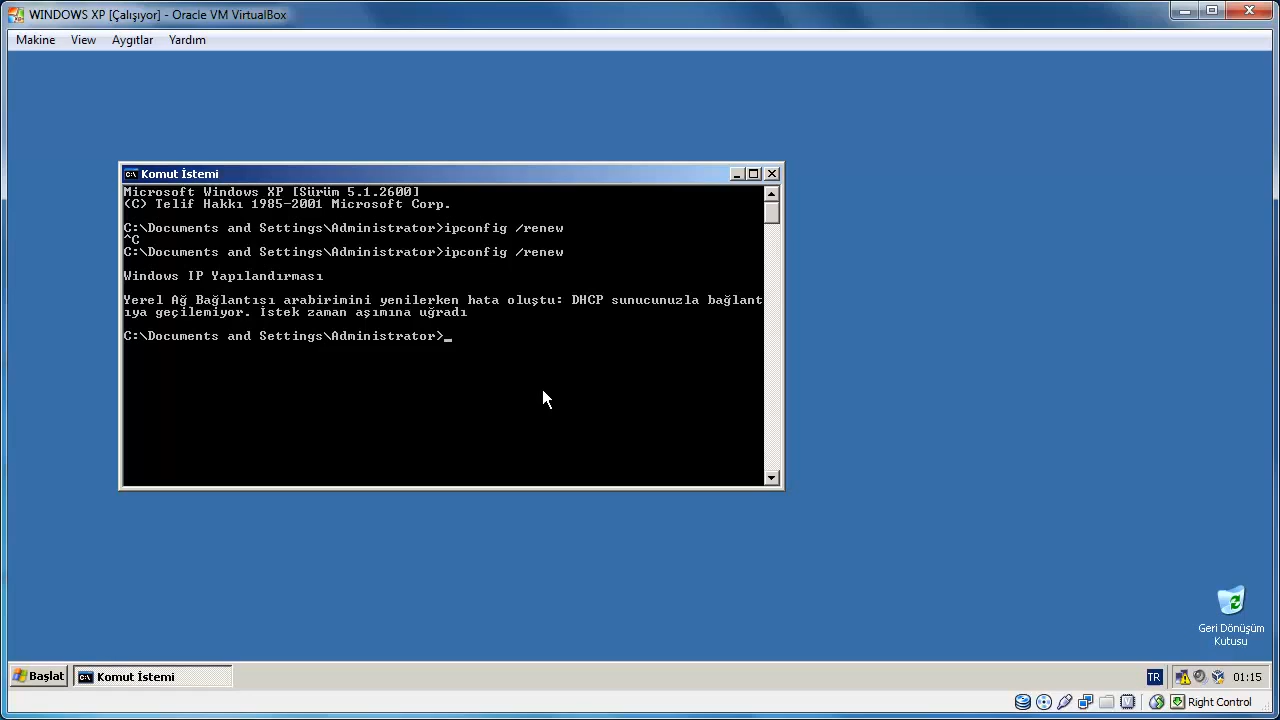 WINDOWS XP [Çalışıyor] - Oracle VM VirtualBox
Makine View Aygıtlar Yardım
Komut İstemi
Microsoft Windows XP [Sürüm 5.1.2600]
(C) Telif Hakkı 1985-2001 Microsoft Corp.
C:\Documents and Settings\Administrator>ipconfig /renew
^C
C:\Documents and Settings\Administrator>ipconfig /renew
Windows IP Yapılandırması
Yerel Ağ Bağlantısı arabirimini yenilerken hata oluştu: DHCP sunucunuzla bağlant
ıya geçilemiyor. İstek zaman aşımına uğradı
C:\Documents and Settings\Administrator>_
Geri Dönüşüm
Kutusu
Başlat Komut İstemi TR 01:15
Right Control